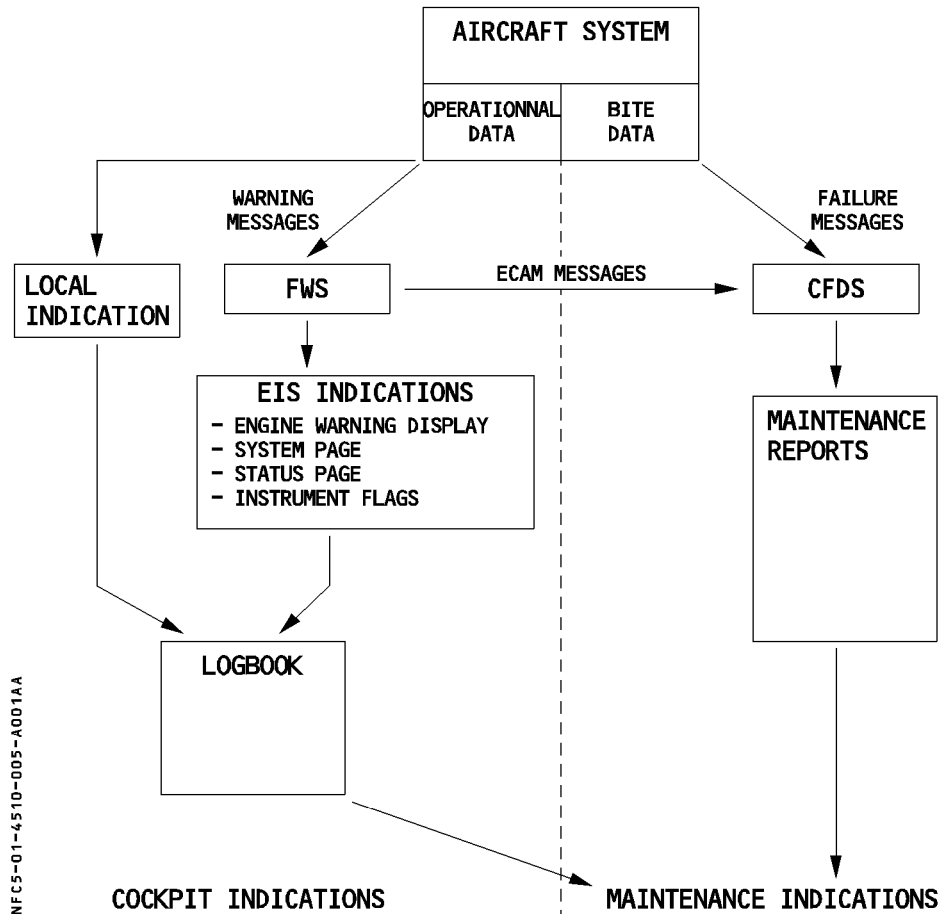 AIRCRAFT SYSTEM
OPERATIONNAL
DATA
BITE
DATA
WARNING
MESSAGES
FAILURE
MESSAGES
LOCAL
INDICATION
FWS
ECAM MESSAGES
CFDS
EIS INDICATIONS
- ENGINE WARNING DISPLAY
- SYSTEM PAGE
- STATUS PAGE
- INSTRUMENT FLAGS
MAINTENANCE
REPORTS
LOGBOOK
NFC5-01-4510-005-A001AA
COCKPIT INDICATIONS
MAINTENANCE INDICATIONS